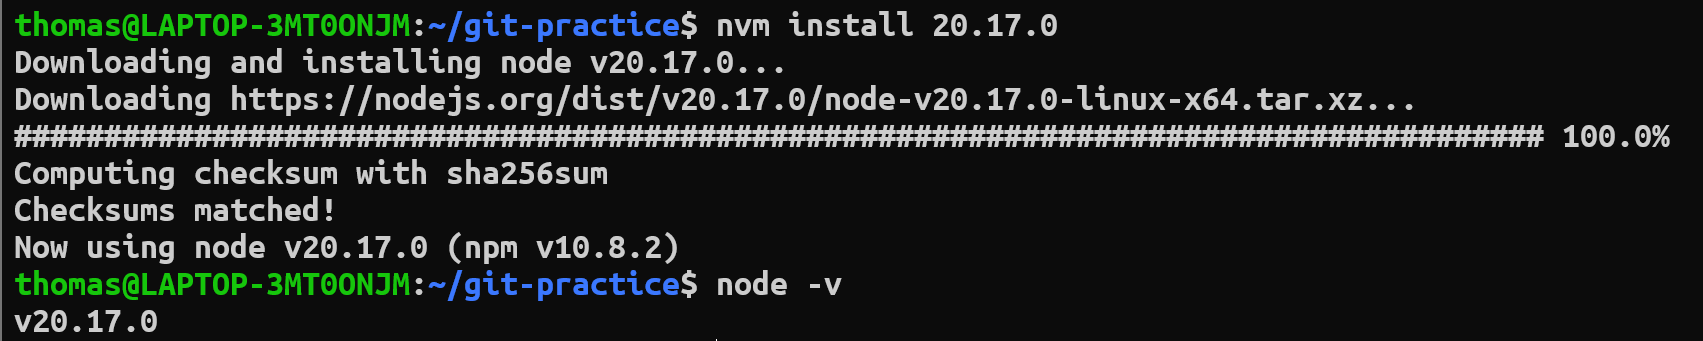 thomas@LAPTOP-3MT0ONJM:~/git-practice$ nvm install 20.17.0
Downloading and installing node v20.17.0...
Downloading https://nodejs.org/dist/v20.17.0/node-v20.17.0-linux-x64.tar.xz...
##################################################################################### 100.0%
Computing checksum with sha256sum
Checksums matched!
Now using node v20.17.0 (npm v10.8.2)
thomas@LAPTOP-3MT0ONJM:~/git-practice$ node -v
v20.17.0